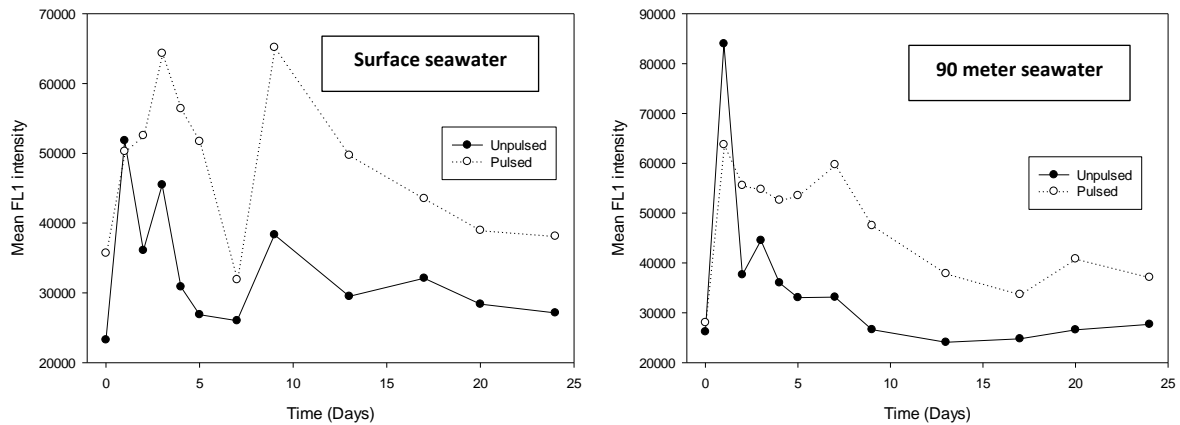 Surface seawater
Mean FL1 intensity
70000
60000
50000
40000
30000
20000
Unpulsed
Pulsed
0 5 10 15 20 25
Time (Days)
90 meter seawater
Mean FL1 intensity
90000
80000
70000
60000
50000
40000
30000
20000
Unpulsed
Pulsed
0 5 10 15 20 25
Time (Days)